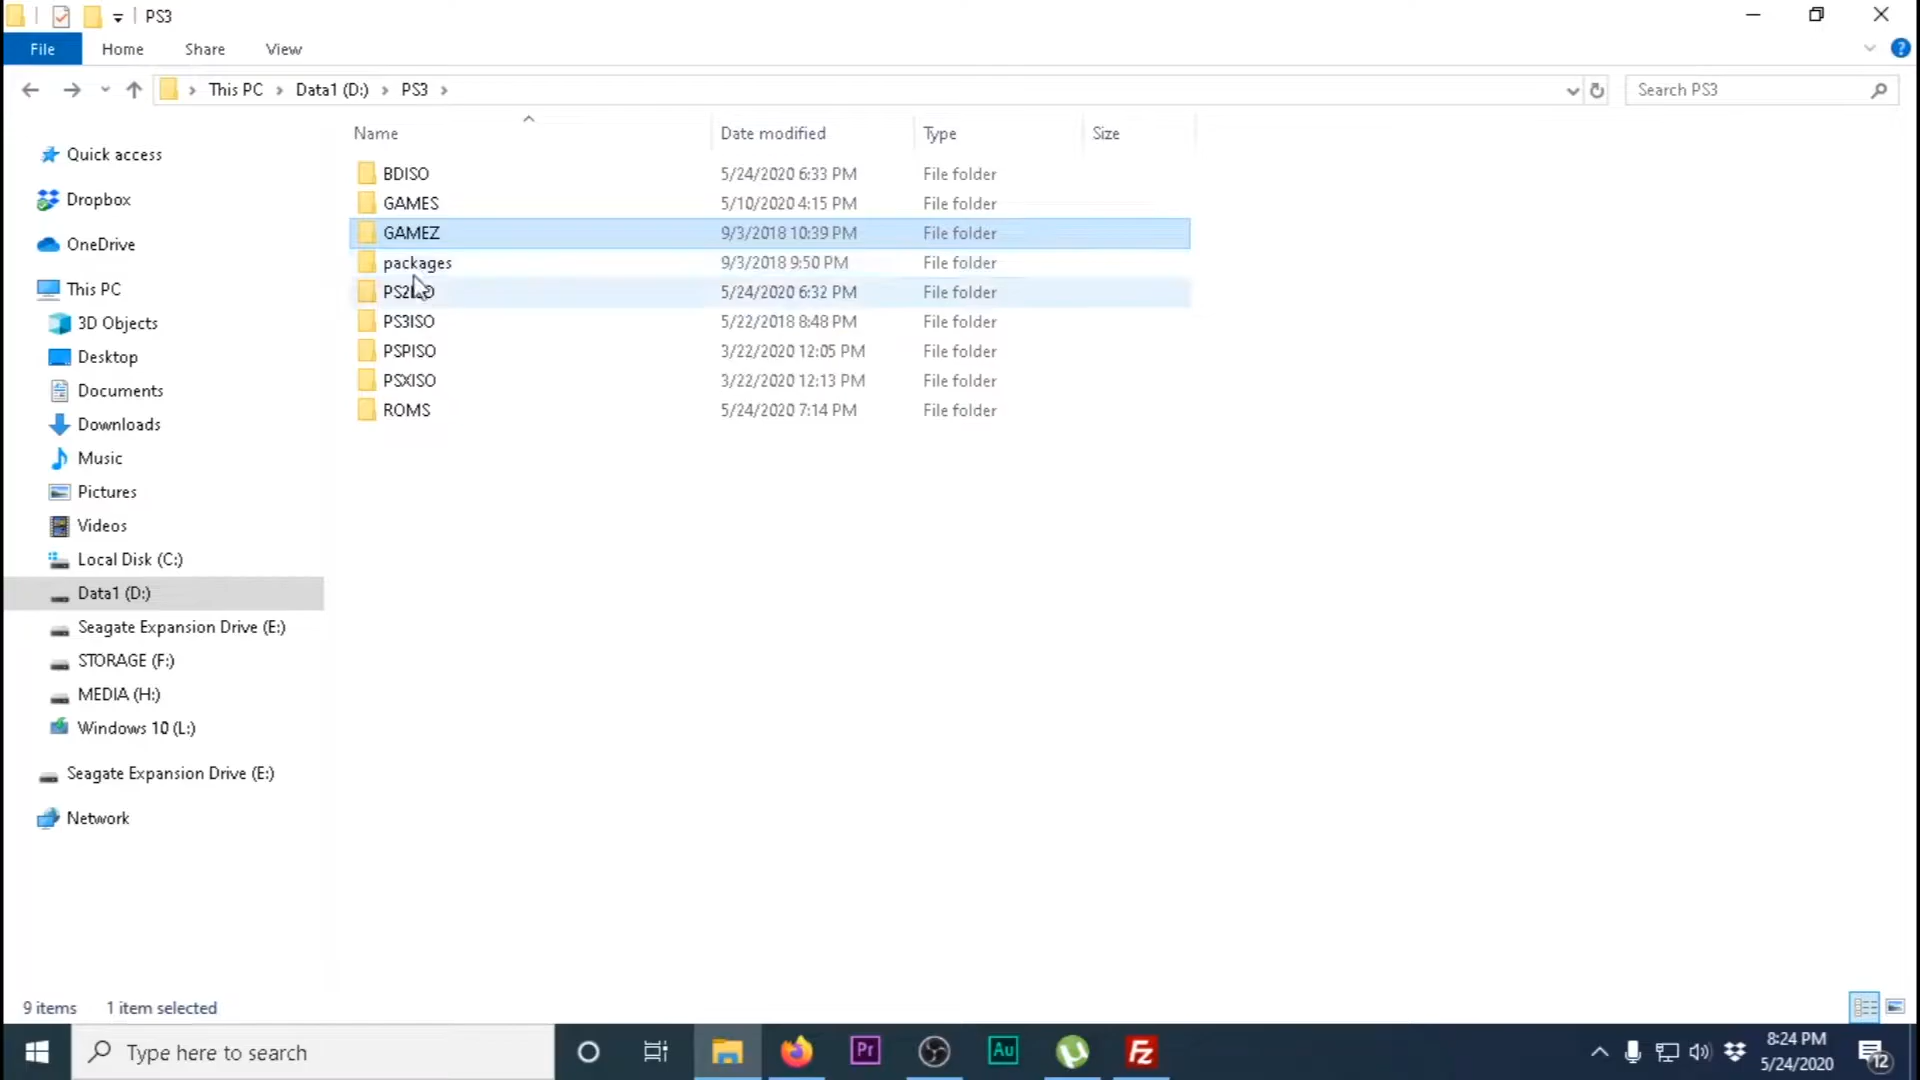 PS3
File Home Share View
This PC Data1 (D:) PS3
Search PS3
Name Date modified Type Size
Quick access
Dropbox
OneDrive
This PC
3D Objects
Desktop
Documents
Downloads
Music
Pictures
Videos
Local Disk (C:)
Data1 (D:)
Seagate Expansion Drive (E:)
STORAGE (F:)
MEDIA (H:)
Windows 10 (L:)
Seagate Expansion Drive (E:)
Network
BDISO 5/24/2020 6:33 PM File folder
GAMES 5/10/2020 4:15 PM File folder
GAMEZ 9/3/2018 10:39 PM File folder
packages 9/3/2018 9:50 PM File folder
PS2ISO 5/24/2020 6:32 PM File folder
PS3ISO 5/22/2018 8:48 PM File folder
PSPISO 3/22/2020 12:05 PM File folder
PSXISO 3/22/2020 12:13 PM File folder
ROMS 5/24/2020 7:14 PM File folder
9 items 1 item selected
Type here to search
Pr
Au
Fz
8:24 PM
5/24/2020
12